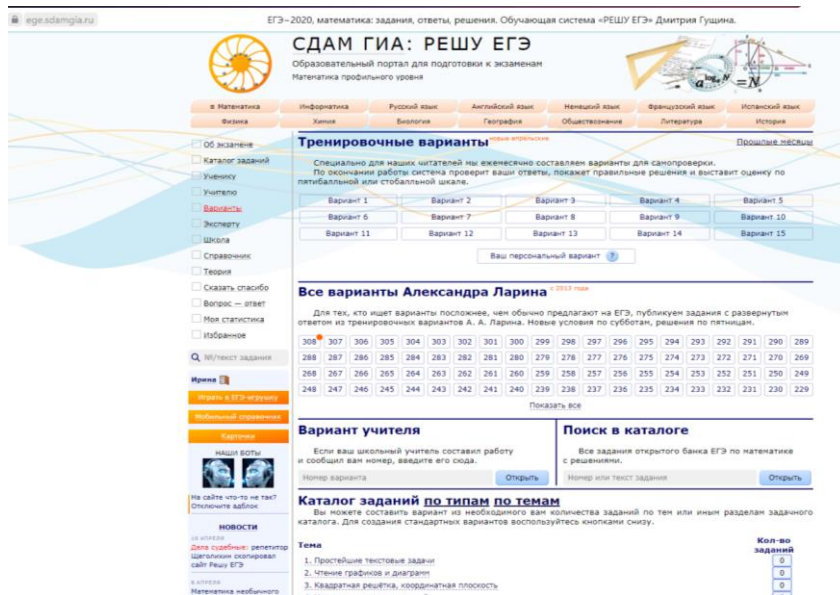 ege.sdamgia.ru
ЕГЭ–2020, математика: задания, ответы, решения. Обучающая система «РЕШУ ЕГЭ» Дмитрия Гущина.
СДАМ ГИА: РЕШУ ЕГЭ
Образовательный портал для подготовки к экзаменам
Математика профильного уровня
≡ Математика Информатика Русский язык Английский язык Немецкий язык Французский язык Испанский язык
Физика Химия Биология География Обществознание Литература История
Об экзамене
Каталог заданий
Ученику
Учителю
Варианты
Эксперту
Школа
Справочник
Теория
Сказать спасибо
Вопрос — ответ
Моя статистика
Избранное
№/текст задания
Ирина
Играть в ЕГЭ-игрушку
Мобильный справочник
Карточки
НАШИ БОТЫ
На сайте что-то не так?
Отключите адблок
НОВОСТИ
Дела судебные: репетитор
Щеголихин скопировал
сайт Решу ЕГЭ
8 АПРЕЛЯ
Математика необычного
Тренировочные варианты новые апрельские
Прошлые месяцы
Специально для наших читателей мы ежемесячно составляем варианты для самопроверки.
По окончании работы система проверит ваши ответы, покажет правильные решения и выставит оценку по
пятибалльной или стобалльной шкале.
Вариант 1 Вариант 2 Вариант 3 Вариант 4 Вариант 5
Вариант 6 Вариант 7 Вариант 8 Вариант 9 Вариант 10
Вариант 11 Вариант 12 Вариант 13 Вариант 14 Вариант 15
Ваш персональный вариант ?
Все варианты Александра Ларина с 2013 года
Для тех, кто ищет варианты посложнее, чем обычно предлагают на ЕГЭ, публикуем задания с развернутым
ответом из тренировочных вариантов А. А. Ларина. Новые условия по субботам, решения по пятницам.
308 307 306 305 304 303 302 301 300 299 298 297 296 295 294 293 292 291 290 289
288 287 286 285 284 283 282 281 280 279 278 277 276 275 274 273 272 271 270 269
268 267 266 265 264 263 262 261 260 259 258 257 256 255 254 253 252 251 250 249
248 247 246 245 244 243 242 241 240 239 238 237 236 235 234 233 232 231 230 229
Показать все
Вариант учителя
Если ваш школьный учитель составил работу
и сообщил вам номер, введите его сюда.
Номер варианта Открыть
Поиск в каталоге
Все задания открытого банка ЕГЭ по математике
с решениями.
Номер или текст задания Открыть
Каталог заданий по типам по темам
Вы можете составить вариант из необходимого вам количества заданий по тем или иным разделам задачного
каталога. Для создания стандартных вариантов воспользуйтесь кнопками снизу.
Тема Кол-во
заданий
1. Простейшие текстовые задачи 0
2. Чтение графиков и диаграмм 0
3. Квадратная решётка, координатная плоскость 0